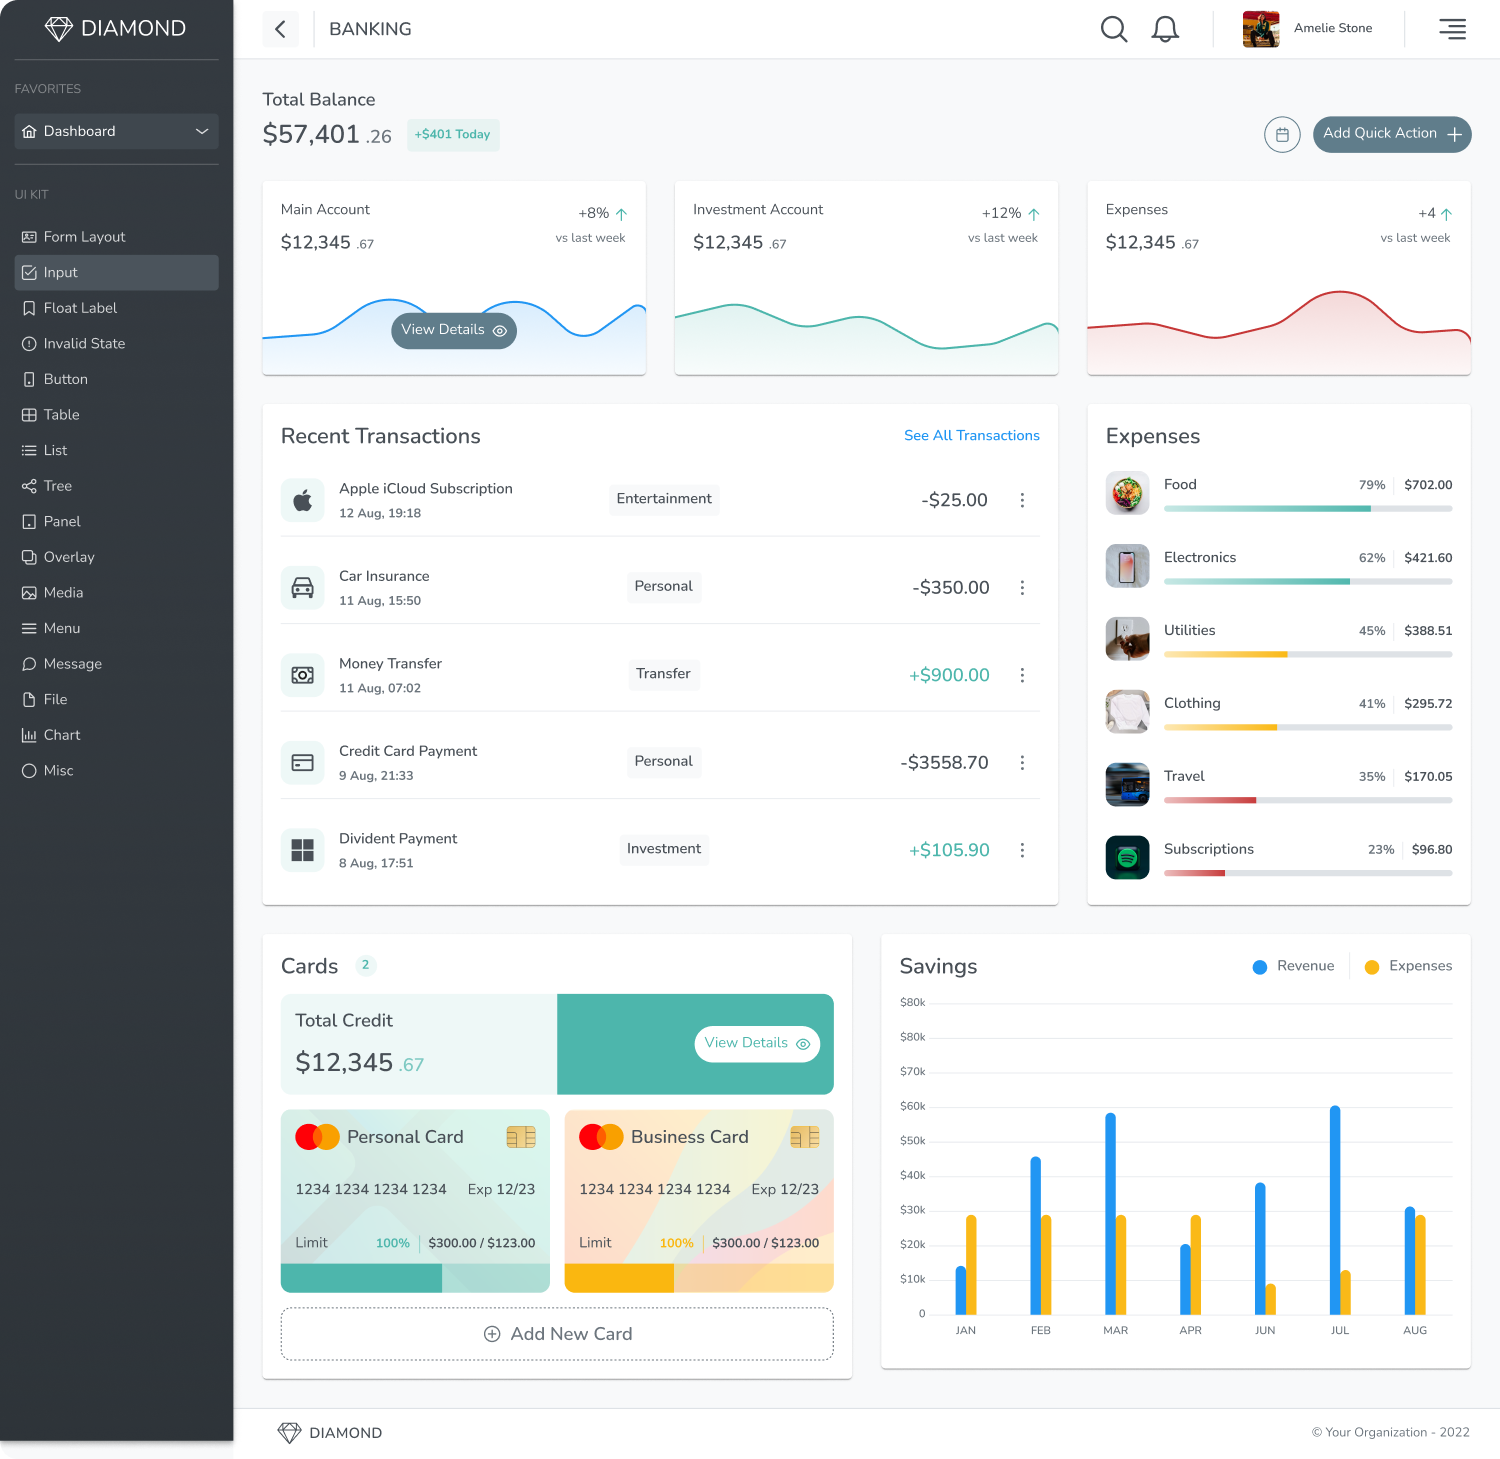 DIAMOND
FAVORITES
Dashboard
UI KIT
Form Layout
Input
Float Label
Invalid State
Button
Table
List
Tree
Panel
Overlay
Media
Menu
Message
File
Chart
Misc
BANKING
Amelie Stone
Total Balance
$57,401 .26
+$401 Today
Add Quick Action
Main Account
+8%
$12,345 .67
vs last week
View Details
Investment Account
+12%
$12,345 .67
vs last week
Expenses
+4
$12,345 .67
vs last week
Recent Transactions
See All Transactions
Apple iCloud Subscription
12 Aug, 19:18
Entertainment
-$25.00
Car Insurance
11 Aug, 15:50
Personal
-$350.00
Money Transfer
11 Aug, 07:02
Transfer
+$900.00
Credit Card Payment
9 Aug, 21:33
Personal
-$3558.70
Divident Payment
8 Aug, 17:51
Investment
+$105.90
Expenses
Food 79% $702.00
Electronics 62% $421.60
Utilities 45% $388.51
Clothing 41% $295.72
Travel 35% $170.05
Subscriptions 23% $96.80
Cards 2
Total Credit
$12,345 .67
View Details
Personal Card
1234 1234 1234 1234 Exp 12/23
Limit 100% $300.00 / $123.00
Business Card
1234 1234 1234 1234 Exp 12/23
Limit 100% $300.00 / $123.00
Add New Card
Savings
Revenue
Expenses
$80k
$80k
$70k
$60k
$50k
$40k
$30k
$20k
$10k
0
JAN FEB MAR APR JUN JUL AUG
DIAMOND
© Your Organization - 2022